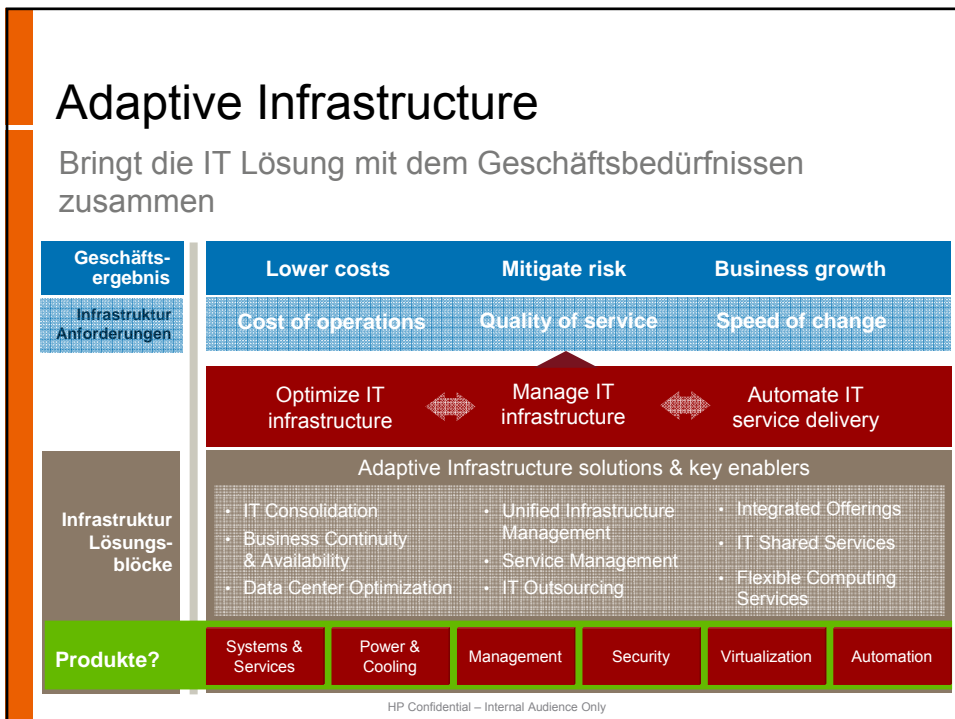 Adaptive Infrastructure
Bringt die IT Lösung mit dem Geschäftsbedürfnissen
zusammen
Geschäfts-
ergebnis
Lower costs
Mitigate risk
Business growth
Infrastruktur
Anforderungen
Cost of operations
Quality of service
Speed of change
Optimize IT
infrastructure
Manage IT
infrastructure
Automate IT
service delivery
Infrastruktur
Lösungs-
blöcke
Adaptive Infrastructure solutions & key enablers
• IT Consolidation
• Business Continuity
& Availability
• Data Center Optimization
• Unified Infrastructure
Management
• Service Management
• IT Outsourcing
• Integrated Offerings
• IT Shared Services
• Flexible Computing
Services
Produkte?
Systems &
Services
Power &
Cooling
Management
Security
Virtualization
Automation
HP Confidential – Internal Audience Only